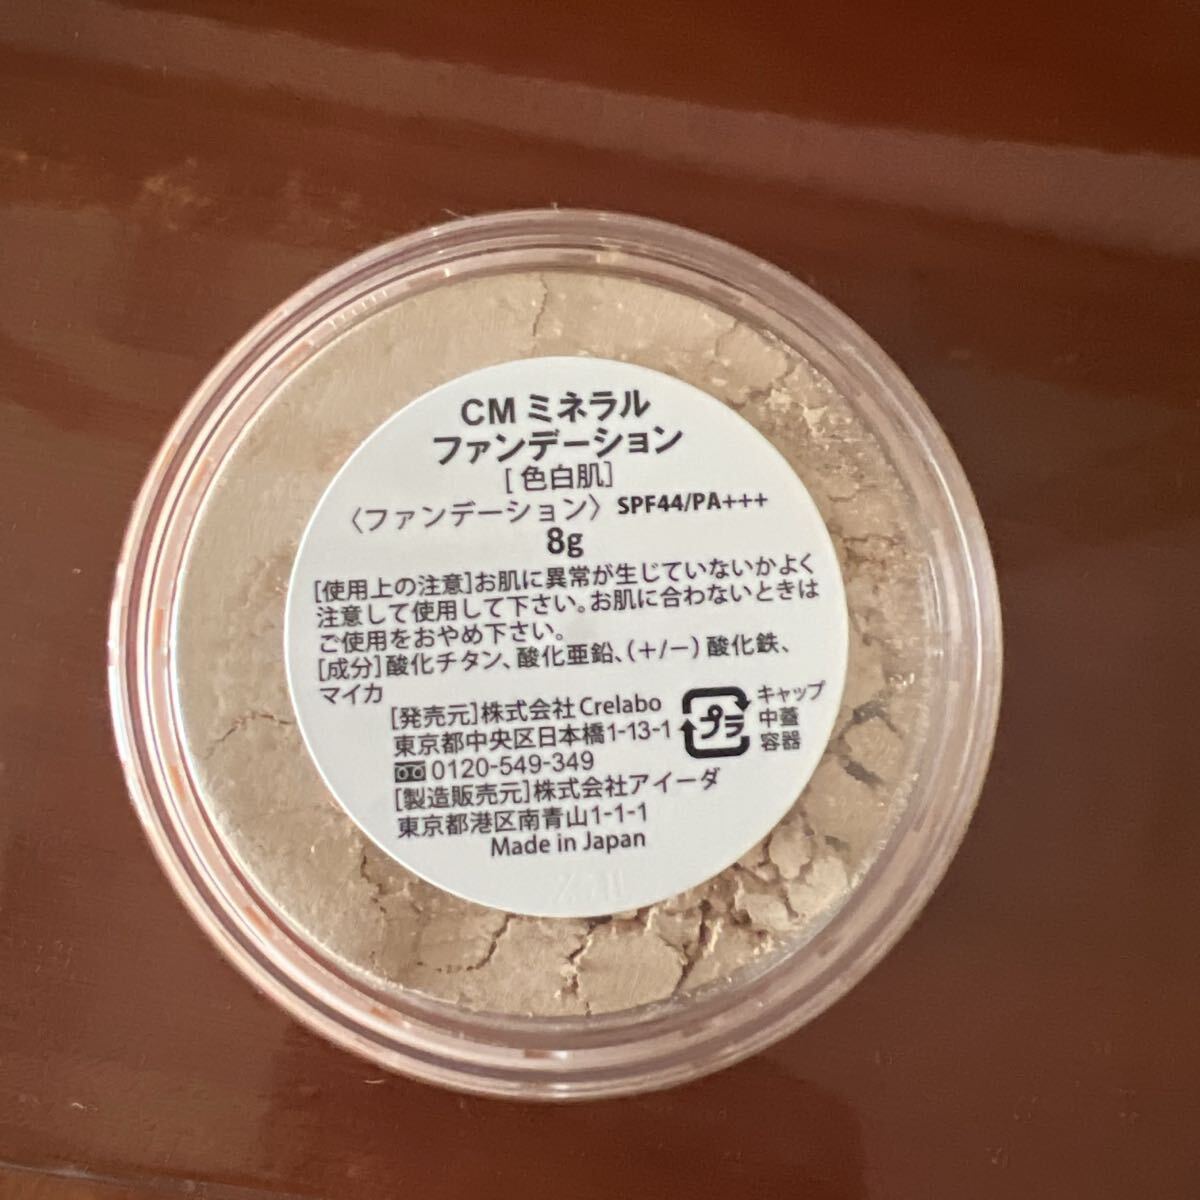 CM ミネラル
ファンデーション
[色白肌]
〈ファンデーション〉 SPF44/PA+++
8g
[使用上の注意]お肌に異常が生じていないかよく
注意して使用して下さい。お肌に合わないときは
ご使用をおやめ下さい。
[成分]酸化チタン、酸化亜鉛、(+/−) 酸化鉄、
マイカ
[発売元]株式会社 Crelabo
東京都中央区日本橋1-13-1
0120-549-349
[製造販売元]株式会社アイーダ
東京都港区南青山1-1-1
Made in Japan
プラ
キャップ
中蓋
容器